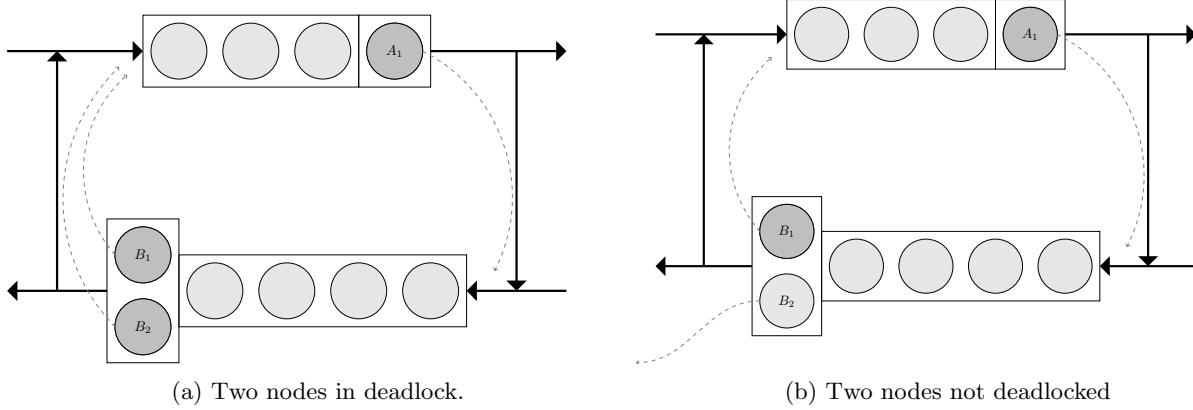 A1
A1
B1
B1
B2
B2
(a) Two nodes in deadlock.
(b) Two nodes not deadlocked